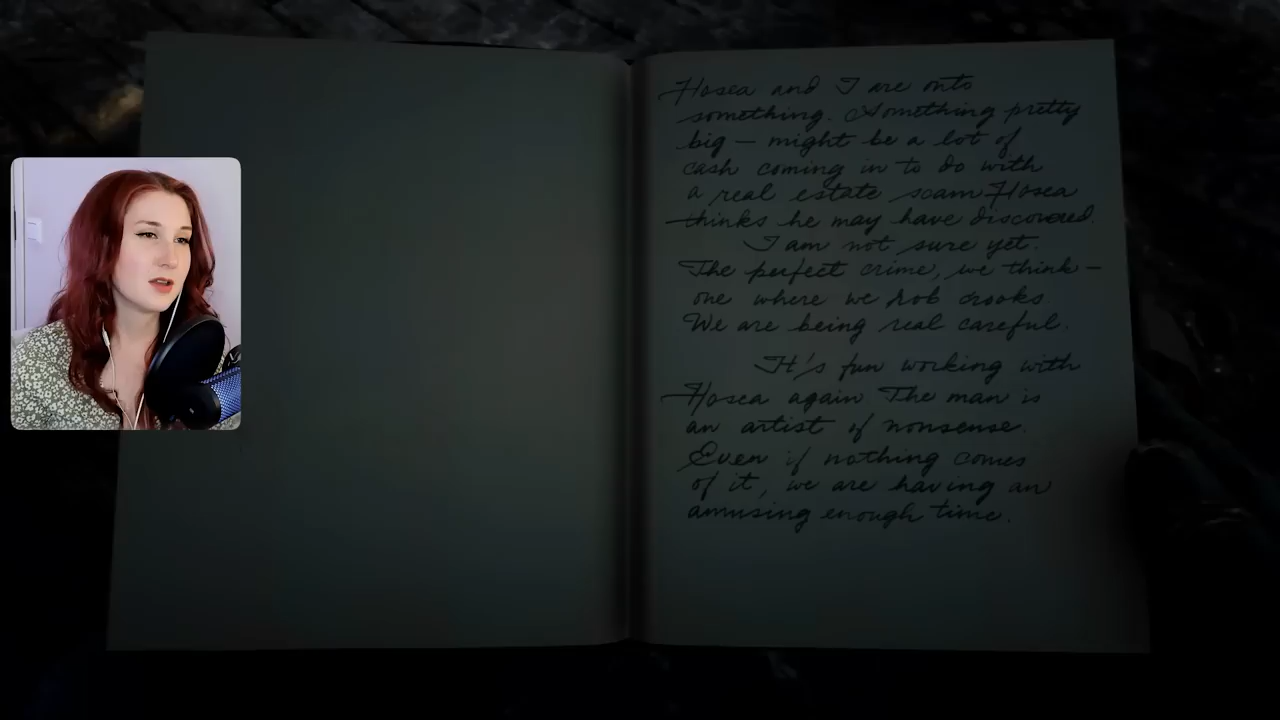 Hosea and I are onto
something. Something pretty
big — might be a lot of
cash coming in to do with
a real estate scam Hosea
thinks he may have discovered.
I am not sure yet.
The perfect crime, we think —
one where we rob crooks.
We are being real careful.
It's fun working with
Hosea again. The man is
an artist of nonsense.
Even if nothing comes
of it, we are having an
amusing enough time.